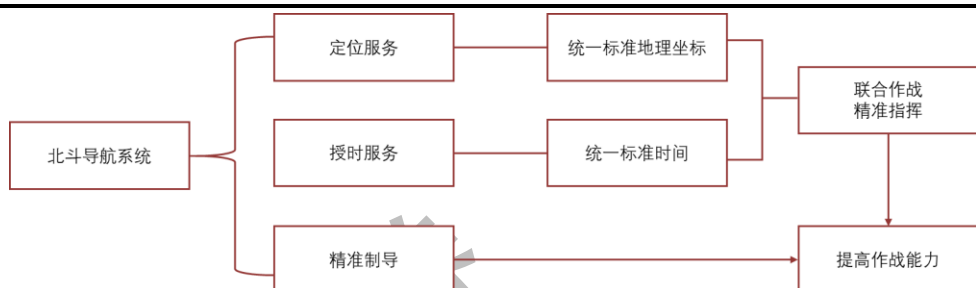 定位服务
统一标准地理坐标
联合作战
精准指挥
北斗导航系统
授时服务
统一标准时间
精准制导
提高作战能力